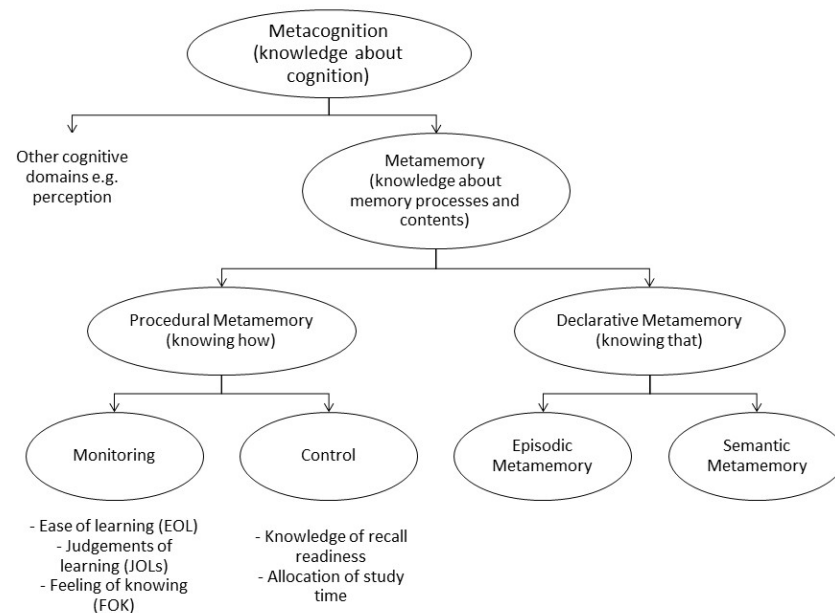 Metacognition
(knowledge about
cognition)
Other cognitive
domains e.g.
perception
Metamemory
(knowledge about
memory processes and
contents)
Procedural Metamemory
(knowing how)
Declarative Metamemory
(knowing that)
Monitoring
Control
Episodic
Metamemory
Semantic
Metamemory
- Ease of learning (EOL)
- Judgements of
learning (JOLs)
- Feeling of knowing
(FOK)
- Knowledge of recall
readiness
- Allocation of study
time